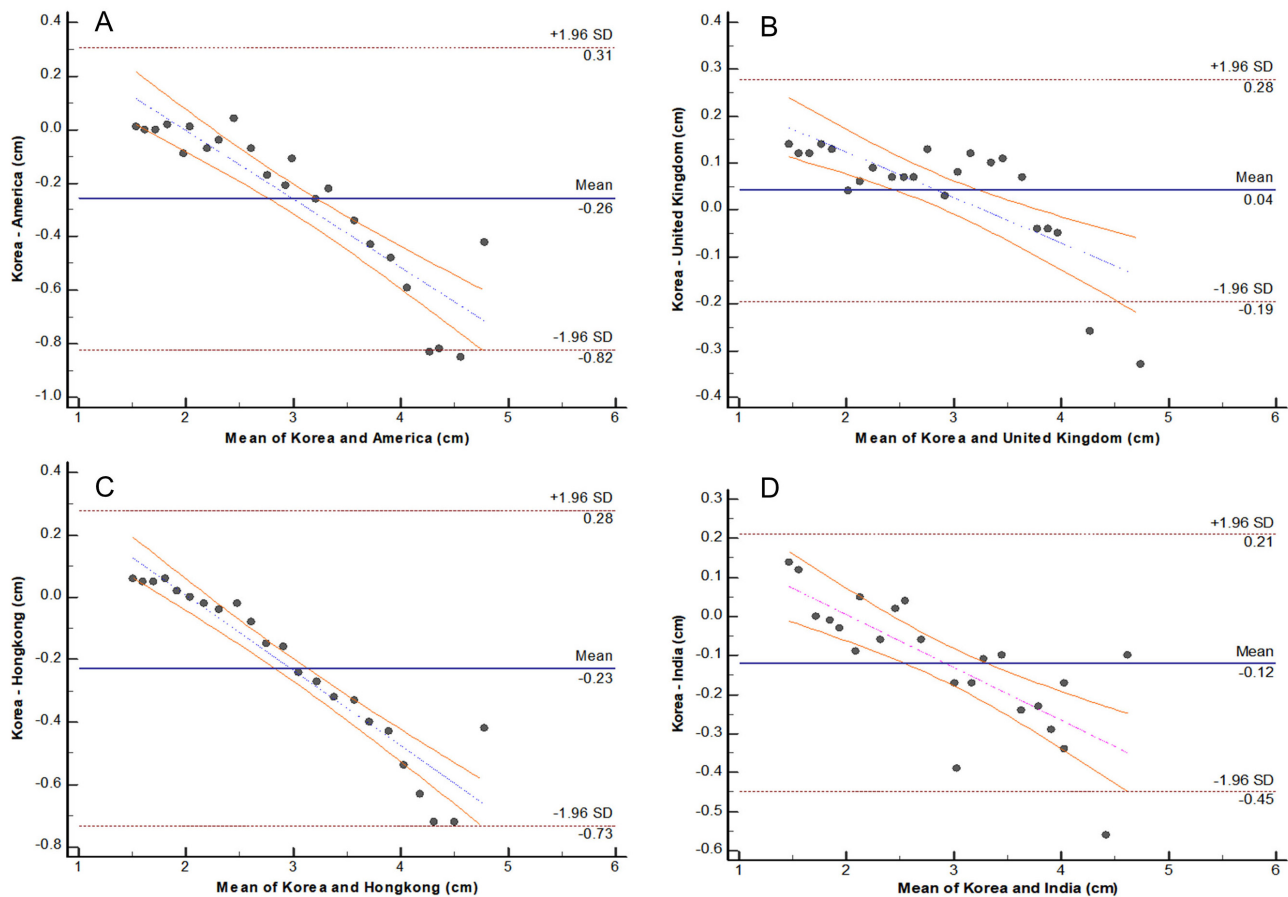 A
0.4
0.2
0.0
-0.2
-0.4
-0.6
-0.8
-1.0
Korea - America (cm)
+1.96 SD
0.31
Mean
-0.26
-1.96 SD
-0.82
1 2 3 4 5 6
Mean of Korea and America (cm)
B
0.4
0.3
0.2
0.1
0.0
-0.1
-0.2
-0.3
-0.4
Korea - United Kingdom (cm)
+1.96 SD
0.28
Mean
0.04
-1.96 SD
-0.19
1 2 3 4 5 6
Mean of Korea and United Kingdom (cm)
C
0.4
0.2
0.0
-0.2
-0.4
-0.6
-0.8
Korea - Hongkong (cm)
+1.96 SD
0.28
Mean
-0.23
-1.96 SD
-0.73
1 2 3 4 5 6
Mean of Korea and Hongkong (cm)
D
0.3
0.2
0.1
0.0
-0.1
-0.2
-0.3
-0.4
-0.5
-0.6
Korea - India (cm)
+1.96 SD
0.21
Mean
-0.12
-1.96 SD
-0.45
1 2 3 4 5 6
Mean of Korea and India (cm)